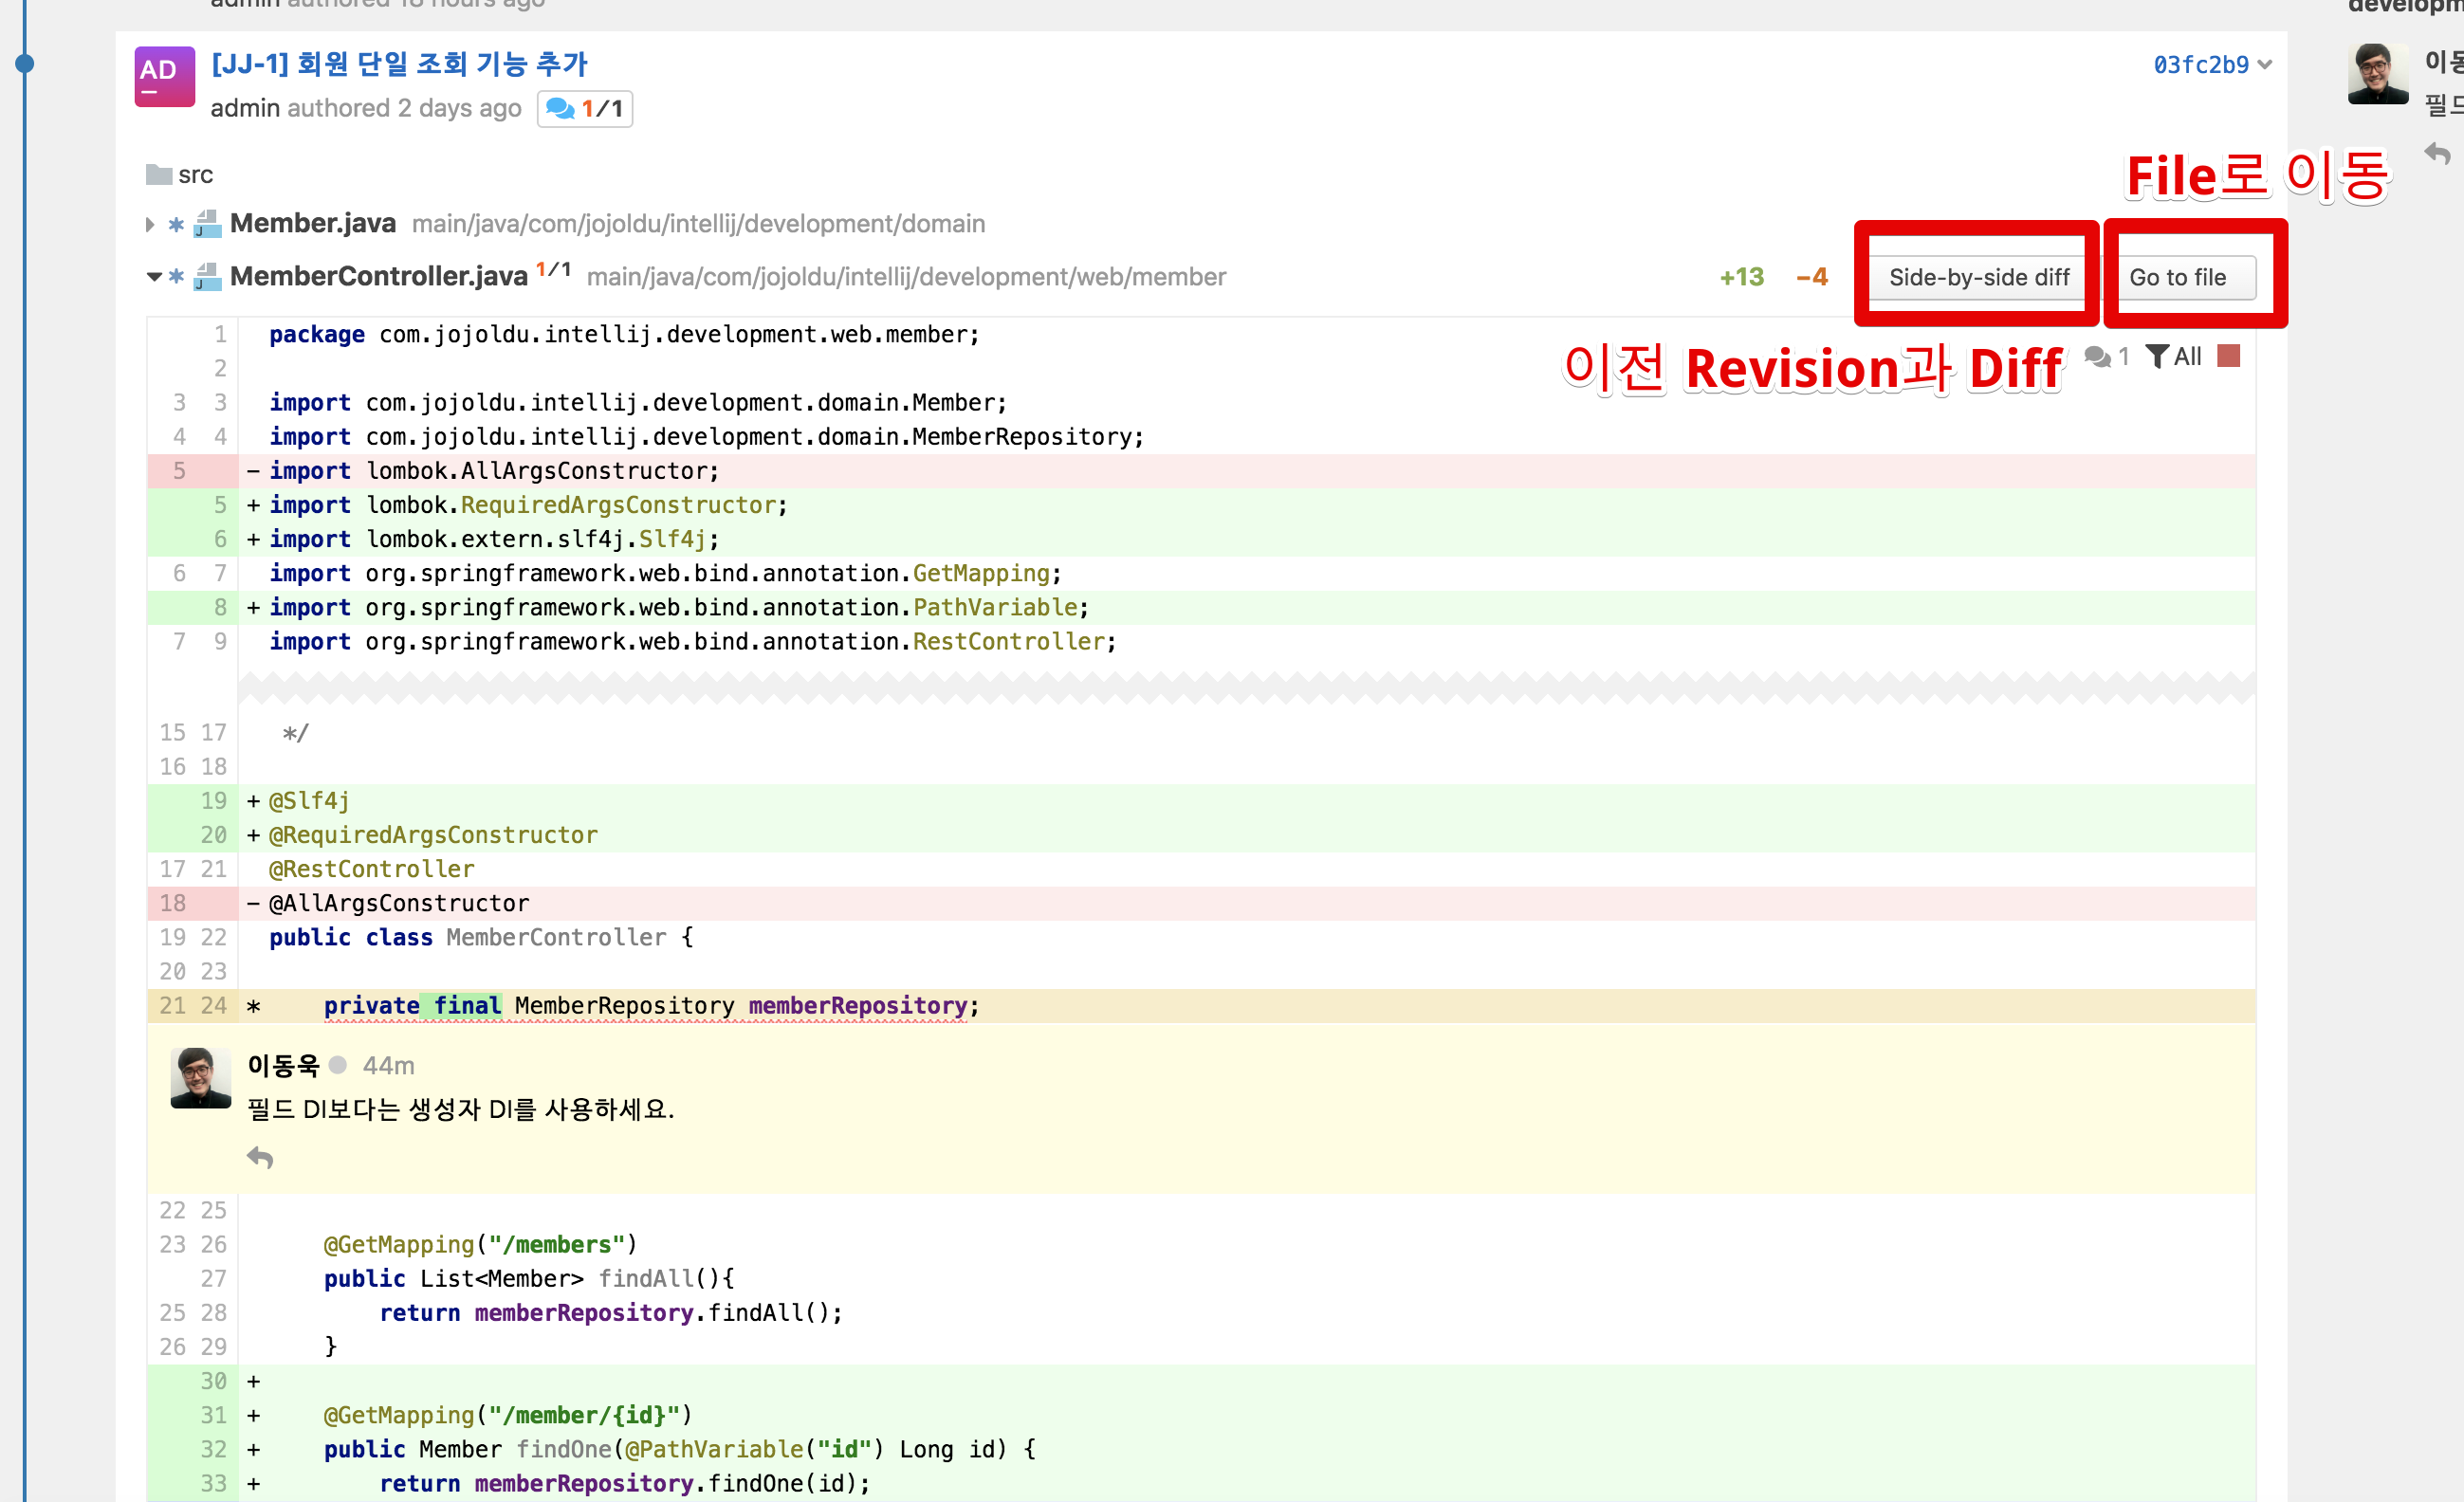 admin authored 18 hours ago
developm
[JJ-1] 회원 단일 조회 기능 추가
03fc2b9
AD
admin authored 2 days ago 1/1
이동
필드
File로 이동
src
Member.java main/java/com/jojoldu/intellij/development/domain
MemberController.java 1/1 main/java/com/jojoldu/intellij/development/web/member
+13 −4 Side-by-side diff Go to file
이전 Revision과 Diff
1 All
1 package com.jojoldu.intellij.development.web.member;
2
3 3 import com.jojoldu.intellij.development.domain.Member;
4 4 import com.jojoldu.intellij.development.domain.MemberRepository;
5 - import lombok.AllArgsConstructor;
5 + import lombok.RequiredArgsConstructor;
6 + import lombok.extern.slf4j.Slf4j;
6 7 import org.springframework.web.bind.annotation.GetMapping;
8 + import org.springframework.web.bind.annotation.PathVariable;
7 9 import org.springframework.web.bind.annotation.RestController;
15 17 */
16 18
19 + @Slf4j
20 + @RequiredArgsConstructor
17 21 @RestController
18 - @AllArgsConstructor
19 22 public class MemberController {
20 23
21 24 * private final MemberRepository memberRepository;
이동욱 44m
필드 DI보다는 생성자 DI를 사용하세요.
22 25
23 26 @GetMapping("/members")
27 public List<Member> findAll(){
25 28 return memberRepository.findAll();
26 29 }
30 +
31 + @GetMapping("/member/{id}")
32 + public Member findOne(@PathVariable("id") Long id) {
33 + return memberRepository.findOne(id);